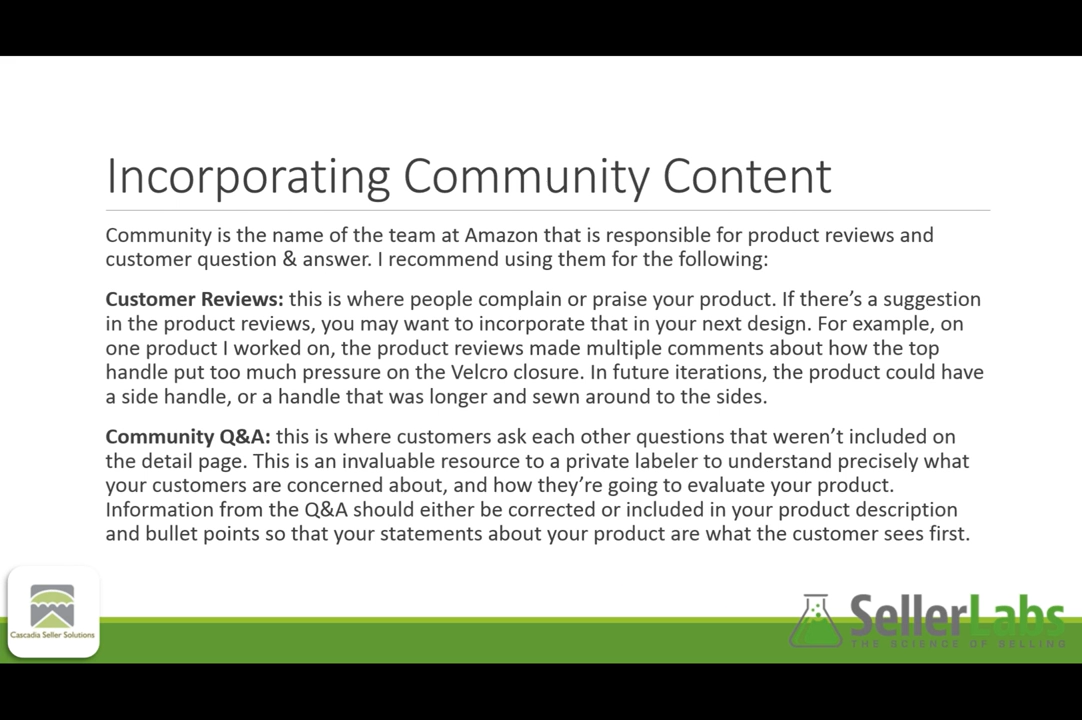 Incorporating Community Content
Community is the name of the team at Amazon that is responsible for product reviews and
customer question & answer. I recommend using them for the following:
Customer Reviews: this is where people complain or praise your product. If there’s a suggestion
in the product reviews, you may want to incorporate that in your next design. For example, on
one product I worked on, the product reviews made multiple comments about how the top
handle put too much pressure on the Velcro closure. In future iterations, the product could have
a side handle, or a handle that was longer and sewn around to the sides.
Community Q&A: this is where customers ask each other questions that weren’t included on
the detail page. This is an invaluable resource to a private labeler to understand precisely what
your customers are concerned about, and how they’re going to evaluate your product.
Information from the Q&A should either be corrected or included in your product description
and bullet points so that your statements about your product are what the customer sees first.
Cascadia Seller Solutions
SellerLabs
THE SCIENCE OF SELLING